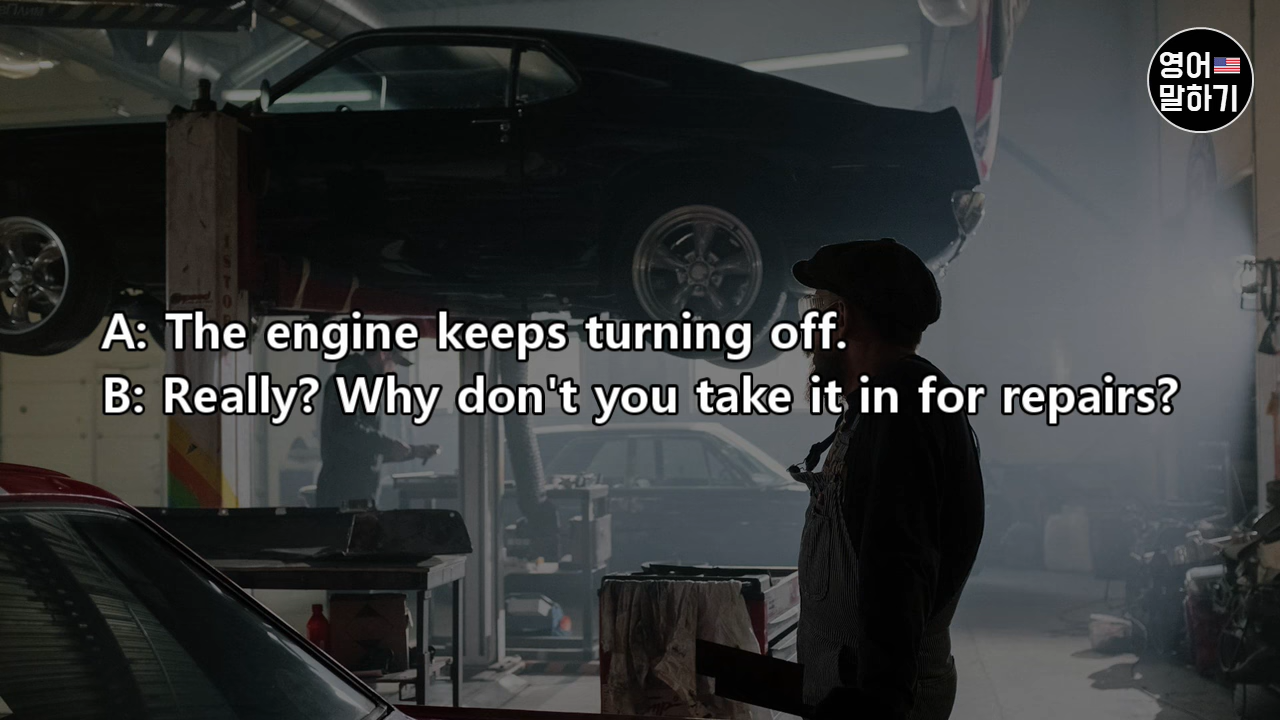 영어
말하기
A: The engine keeps turning off.
B: Really? Why don't you take it in for repairs?